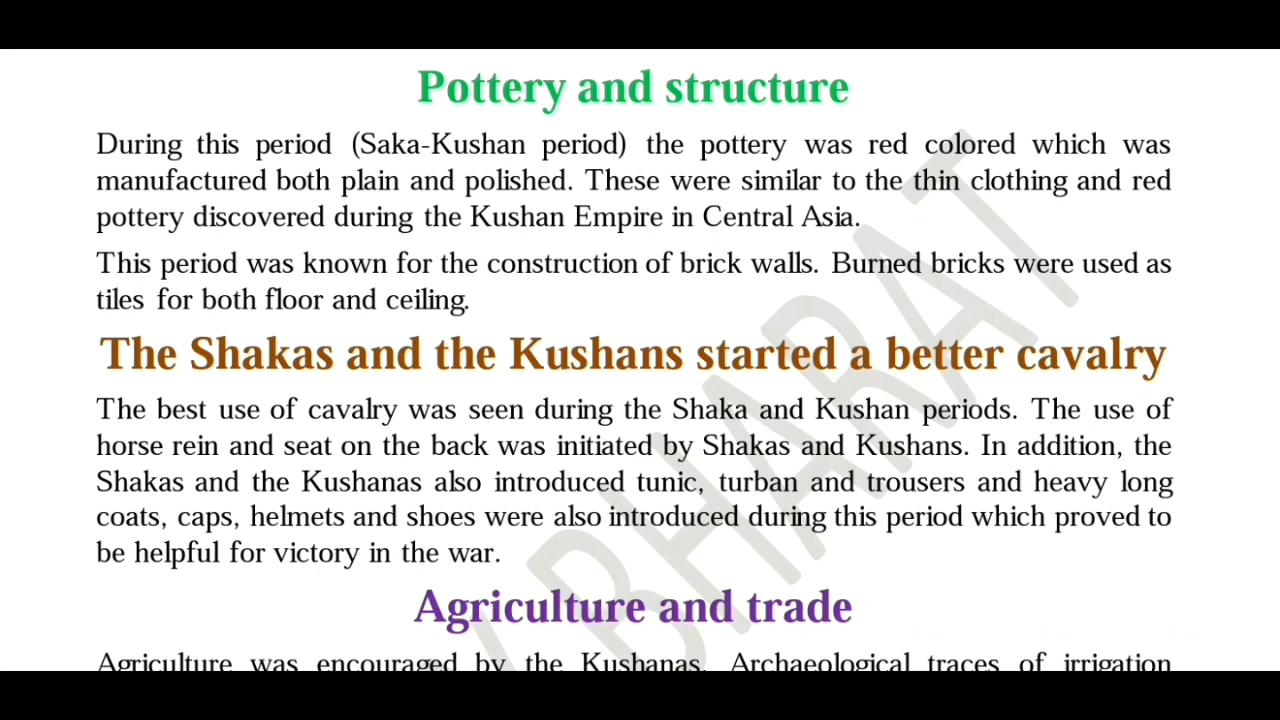 Pottery and structure
During this period (Saka-Kushan period) the pottery was red colored which was
manufactured both plain and polished. These were similar to the thin clothing and red
pottery discovered during the Kushan Empire in Central Asia.
This period was known for the construction of brick walls. Burned bricks were used as
tiles for both floor and ceiling.
The Shakas and the Kushans started a better cavalry
The best use of cavalry was seen during the Shaka and Kushan periods. The use of
horse rein and seat on the back was initiated by Shakas and Kushans. In addition, the
Shakas and the Kushanas also introduced tunic, turban and trousers and heavy long
coats, caps, helmets and shoes were also introduced during this period which proved to
be helpful for victory in the war.
Agriculture and trade
Agriculture was encouraged by the Kushanas. Archaeological traces of irrigation
BHARAT